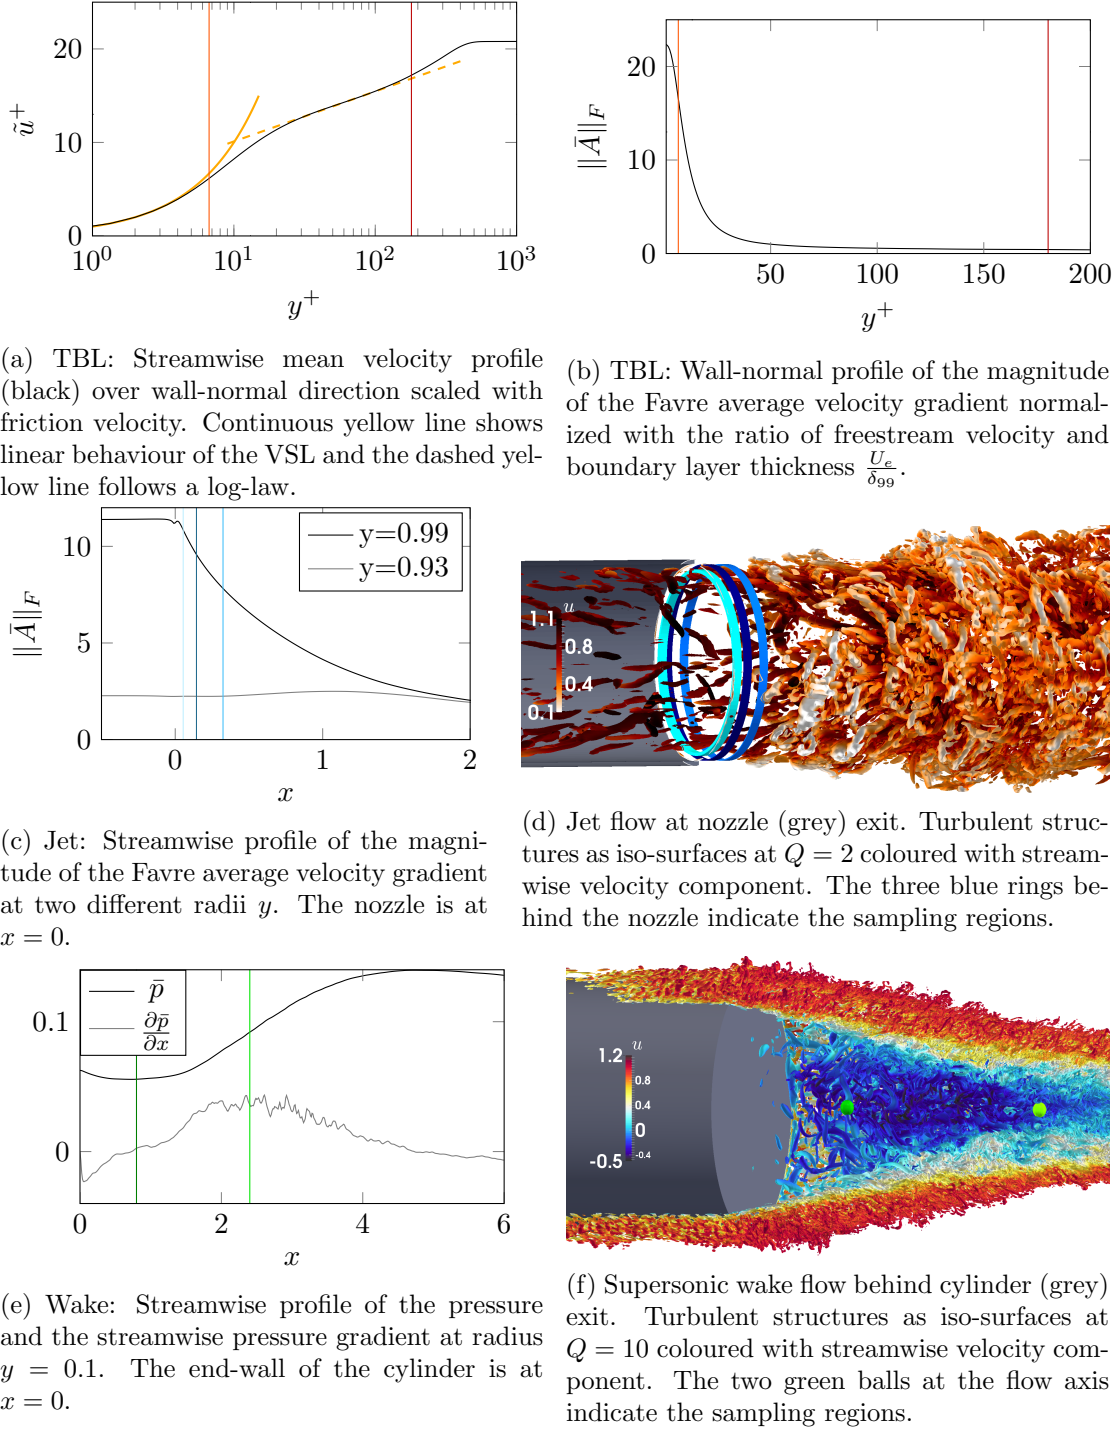 20
10
0
ũ⁺
10⁰ 10¹ 10² 10³
y⁺
(a) TBL: Streamwise mean velocity profile
(black) over wall-normal direction scaled with
friction velocity. Continuous yellow line shows
linear behaviour of the VSL and the dashed yel-
low line follows a log-law.
20
10
0
‖Ā‖_F
50 100 150 200
y⁺
(b) TBL: Wall-normal profile of the magnitude
of the Favre average velocity gradient normal-
ized with the ratio of freestream velocity and
boundary layer thickness U_e/δ₉₉.
10
5
0
‖Ā‖_F
y=0.99
y=0.93
0 1 2
x
(c) Jet: Streamwise profile of the magni-
tude of the Favre average velocity gradient
at two different radii y. The nozzle is at
x = 0.
u
1.1
0.8
0.4
0.1
(d) Jet flow at nozzle (grey) exit. Turbulent struc-
tures as iso-surfaces at Q = 2 coloured with stream-
wise velocity component. The three blue rings be-
hind the nozzle indicate the sampling regions.
p̄
∂p̄/∂x
0.1
0
0 2 4 6
x
(e) Wake: Streamwise profile of the pressure
and the streamwise pressure gradient at radius
y = 0.1. The end-wall of the cylinder is at
x = 0.
u
1.2
0.8
0.4
0
-0.4
-0.5
(f) Supersonic wake flow behind cylinder (grey)
exit. Turbulent structures as iso-surfaces at
Q = 10 coloured with streamwise velocity com-
ponent. The two green balls at the flow axis
indicate the sampling regions.